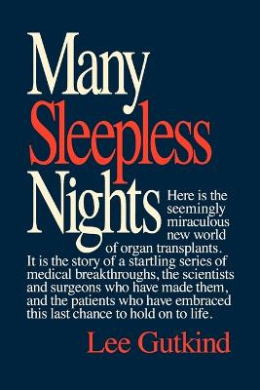 Many
Sleepless
Nights
Here is the
seemingly
miraculous
new world
of organ transplants.
It is the story of a startling series of
medical breakthroughs, the scientists
and surgeons who have made them,
and the patients who have embraced
this last chance to hold on to life.
Lee Gutkind